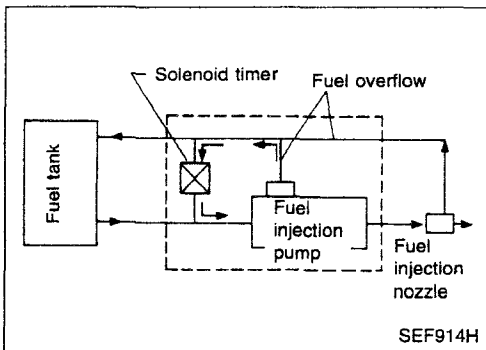 Solenoid timer
Fuel overflow
Fuel tank
Fuel
injection
pump
Fuel
injection
nozzle
SEF914H